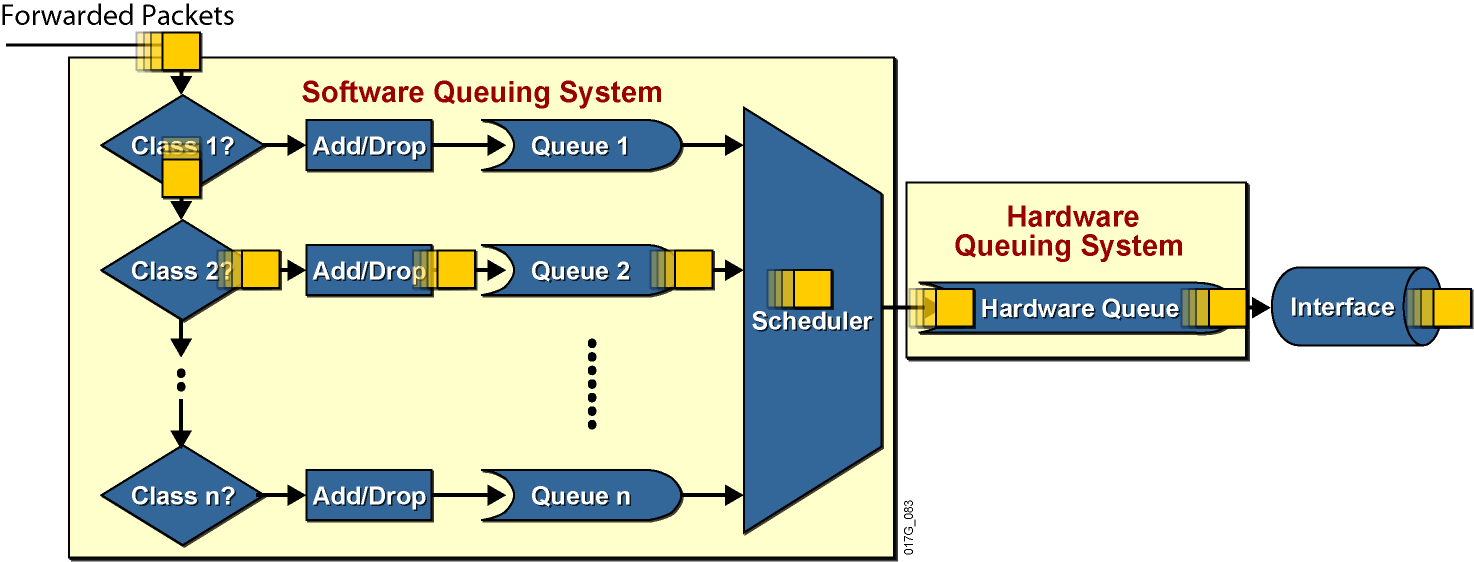 Forwarded Packets
Software Queuing System
Class 1?
Add/Drop
Queue 1
Class 2?
Add/Drop
Queue 2
Scheduler
Class n?
Add/Drop
Queue n
Hardware
Queuing System
Hardware Queue
Interface
017G_083